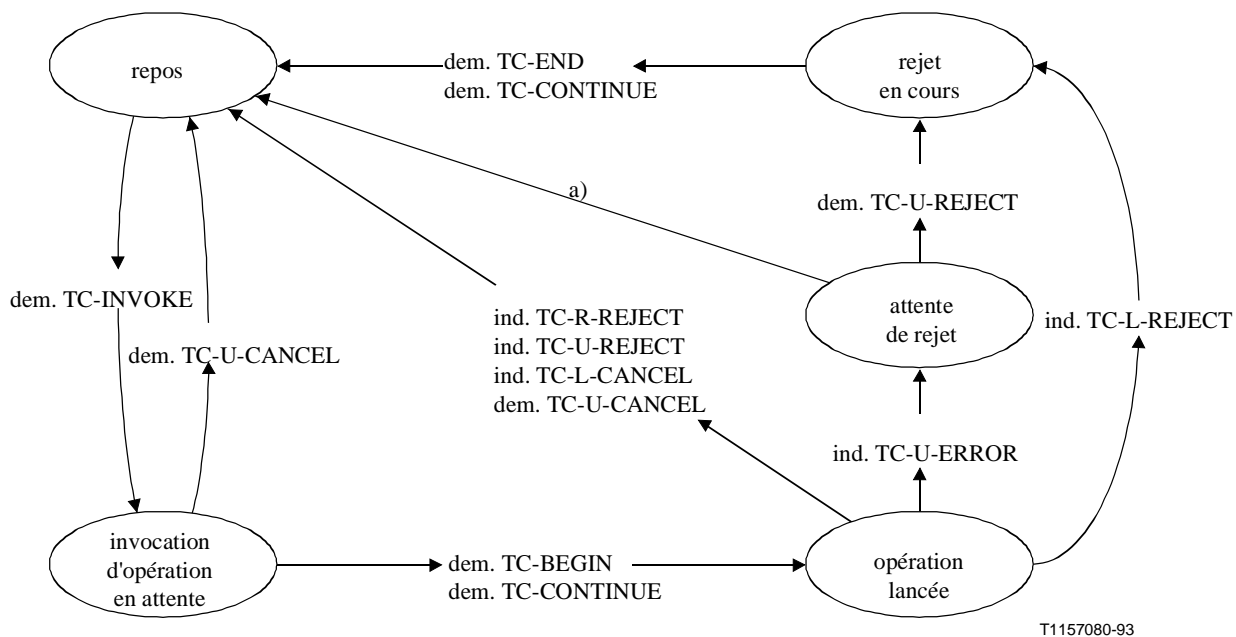 repos
dem. TC-END
dem. TC-CONTINUE
rejet
en cours
a)
dem. TC-U-REJECT
dem. TC-INVOKE
dem. TC-U-CANCEL
ind. TC-R-REJECT
ind. TC-U-REJECT
ind. TC-L-CANCEL
dem. TC-U-CANCEL
attente
de rejet
ind. TC-L-REJECT
ind. TC-U-ERROR
invocation
d'opération
en attente
dem. TC-BEGIN
dem. TC-CONTINUE
opération
lancée
T1157080-93